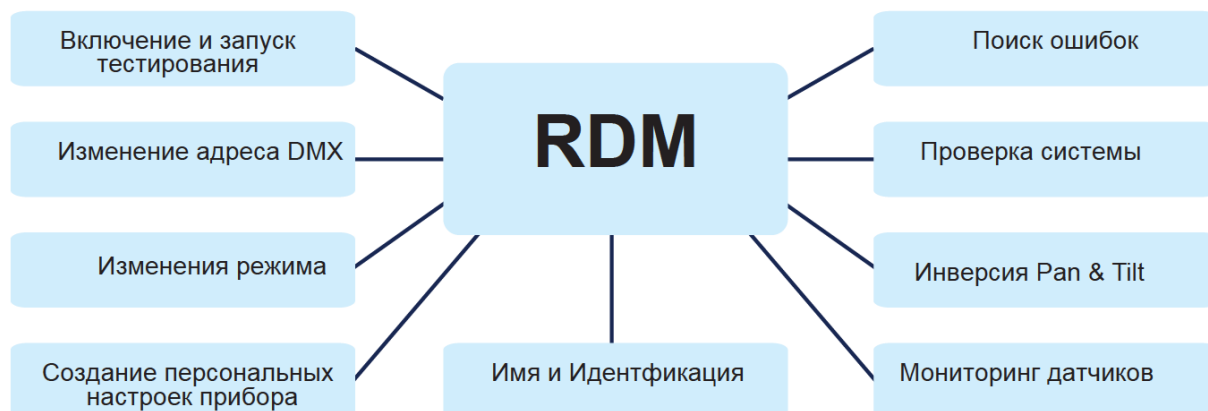 Включение и запуск
тестирования
Изменение адреса DMX
Изменения режима
Создание персональных
настроек прибора
RDM
Имя и Идентфикация
Поиск ошибок
Проверка системы
Инверсия Pan & Tilt
Мониторинг датчиков